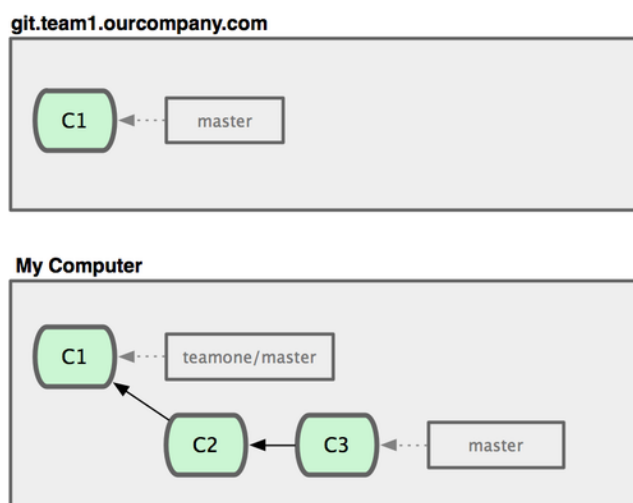 git.team1.ourcompany.com
C1
master
My Computer
C1
teamone/master
C2
C3
master